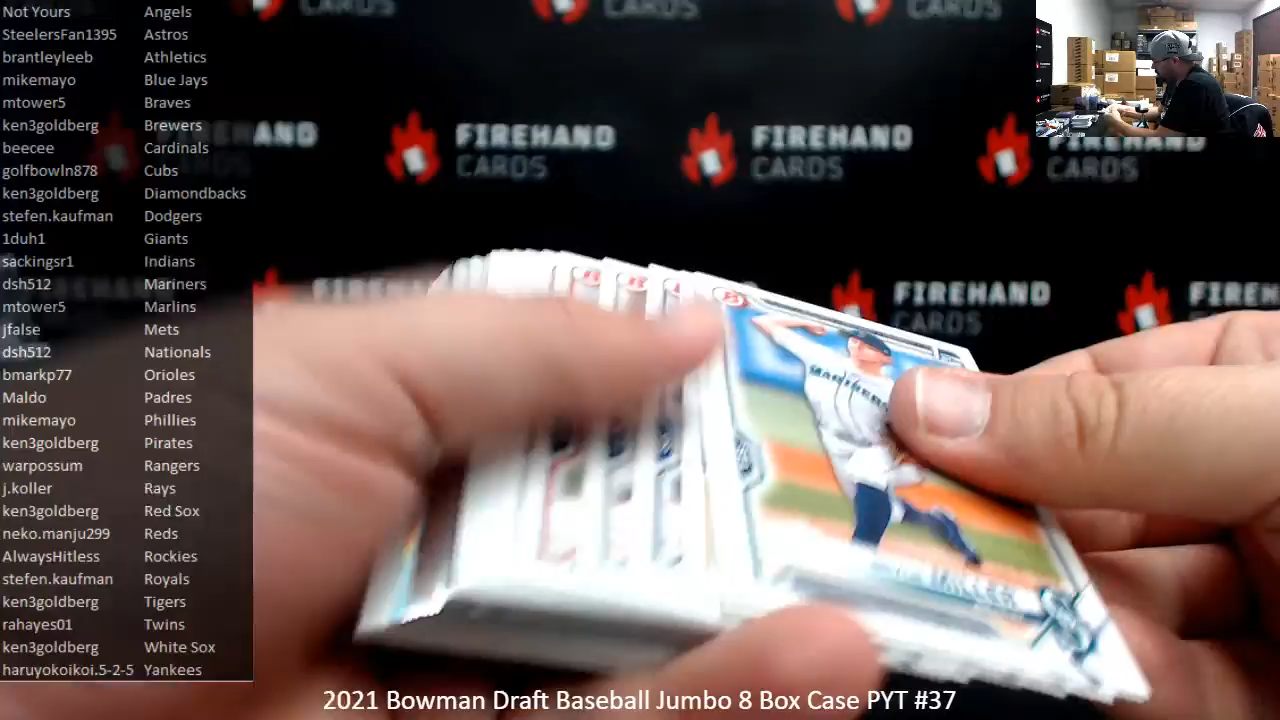 Not Yours Angels
SteelersFan1395 Astros
brantleyleeb Athletics
mikemayo Blue Jays
mtower5 Braves
ken3goldberg Brewers
beecee Cardinals
golfbowln878 Cubs
ken3goldberg Diamondbacks
stefen.kaufman Dodgers
1duh1 Giants
sackingsr1 Indians
dsh512 Mariners
mtower5 Marlins
jfalse Mets
dsh512 Nationals
bmarkp77 Orioles
Maldo Padres
mikemayo Phillies
ken3goldberg Pirates
warpossum Rangers
j.koller Rays
ken3goldberg Red Sox
neko.manju299 Reds
AlwaysHitless Rockies
stefen.kaufman Royals
ken3goldberg Tigers
rahayes01 Twins
ken3goldberg White Sox
haruyokoikoi.5-2-5 Yankees
CARDS CARDS CARDS
FIREHAND FIREHAND FIREHAND
CARDS CARDS CARDS
FIREHAND
CARDS
MARINERS
MILLER
2021 Bowman Draft Baseball Jumbo 8 Box Case PYT #37